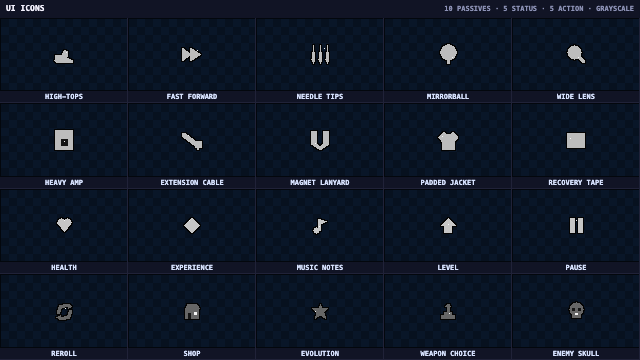 UI ICONS
10 PASSIVES · 5 STATUS · 5 ACTION · GRAYSCALE
HIGH-TOPS
FAST FORWARD
NEEDLE TIPS
MIRRORBALL
WIDE LENS
HEAVY AMP
EXTENSION CABLE
MAGNET LANYARD
PADDED JACKET
RECOVERY TAPE
HEALTH
EXPERIENCE
MUSIC NOTES
LEVEL
PAUSE
REROLL
SHOP
EVOLUTION
WEAPON CHOICE
ENEMY SKULL